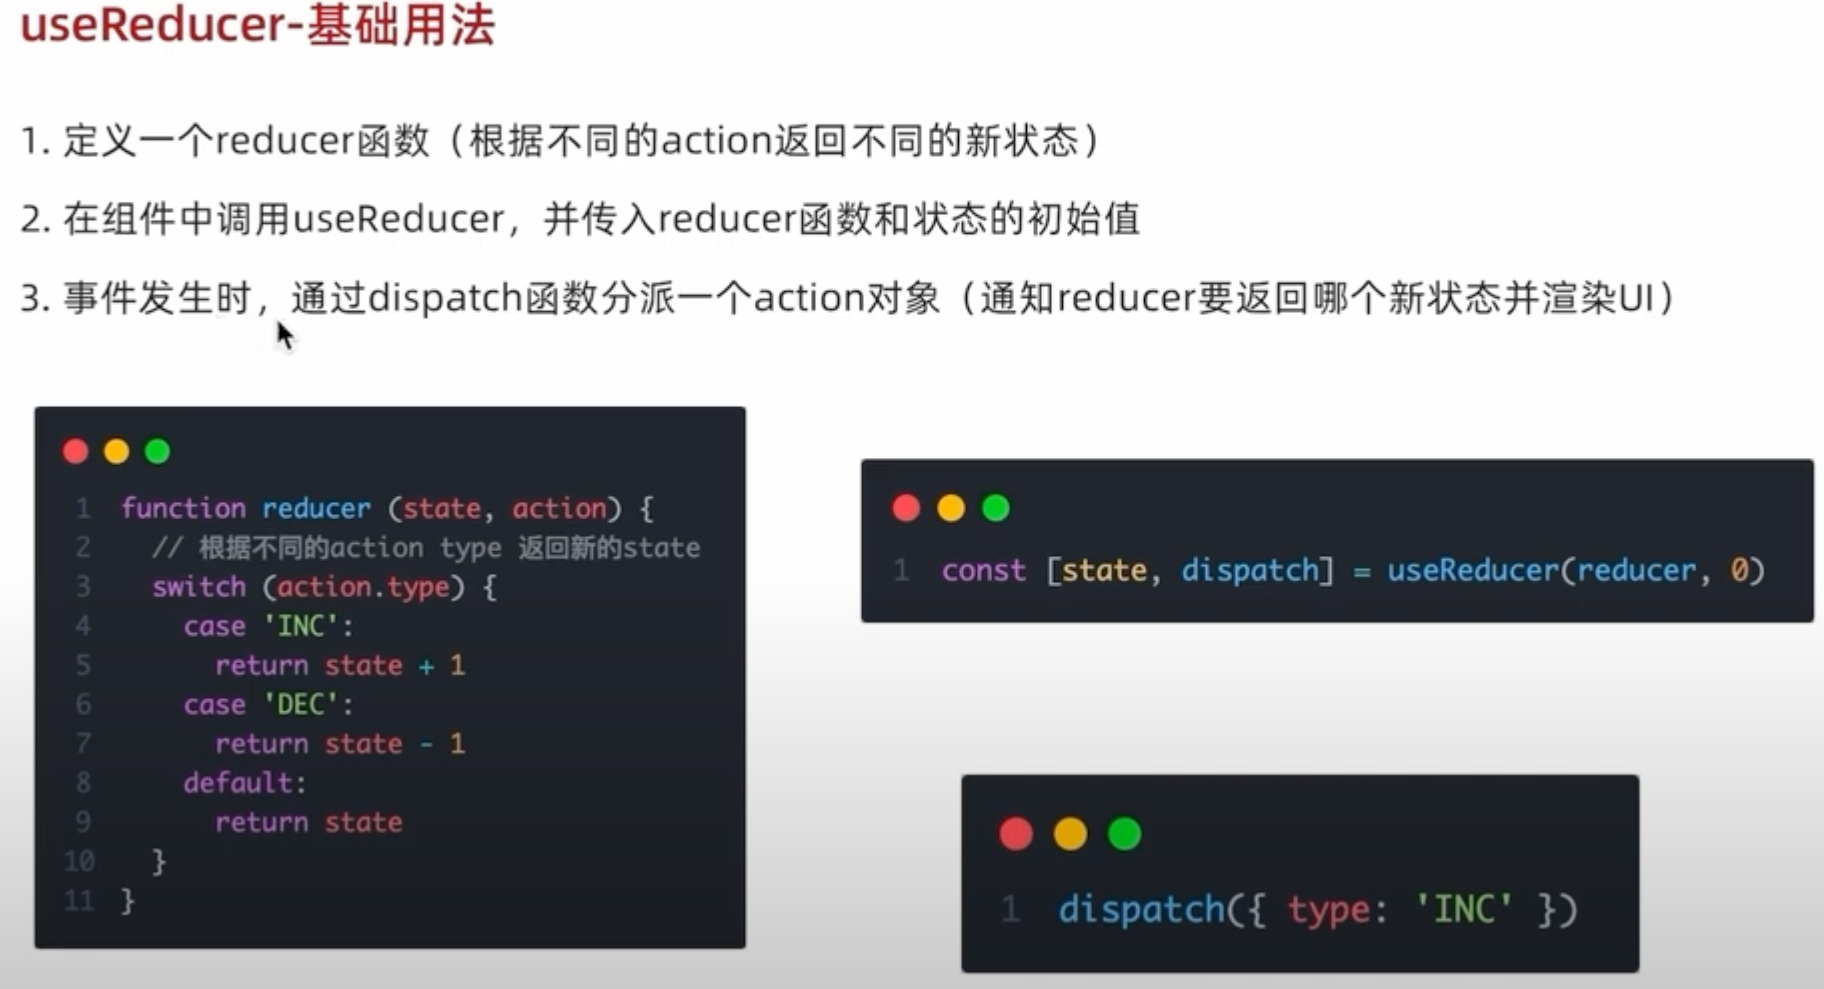 useReducer-基础用法
1. 定义一个reducer函数（根据不同的action返回不同的新状态）
2. 在组件中调用useReducer，并传入reducer函数和状态的初始值
3. 事件发生时，通过dispatch函数分派一个action对象（通知reducer要返回哪个新状态并渲染UI）
1 function reducer (state, action) {
2 // 根据不同的action type 返回新的state
3 switch (action.type) {
4 case 'INC':
5 return state + 1
6 case 'DEC':
7 return state - 1
8 default:
9 return state
10 }
11 }
1 const [state, dispatch] = useReducer(reducer, 0)
1 dispatch({ type: 'INC' })